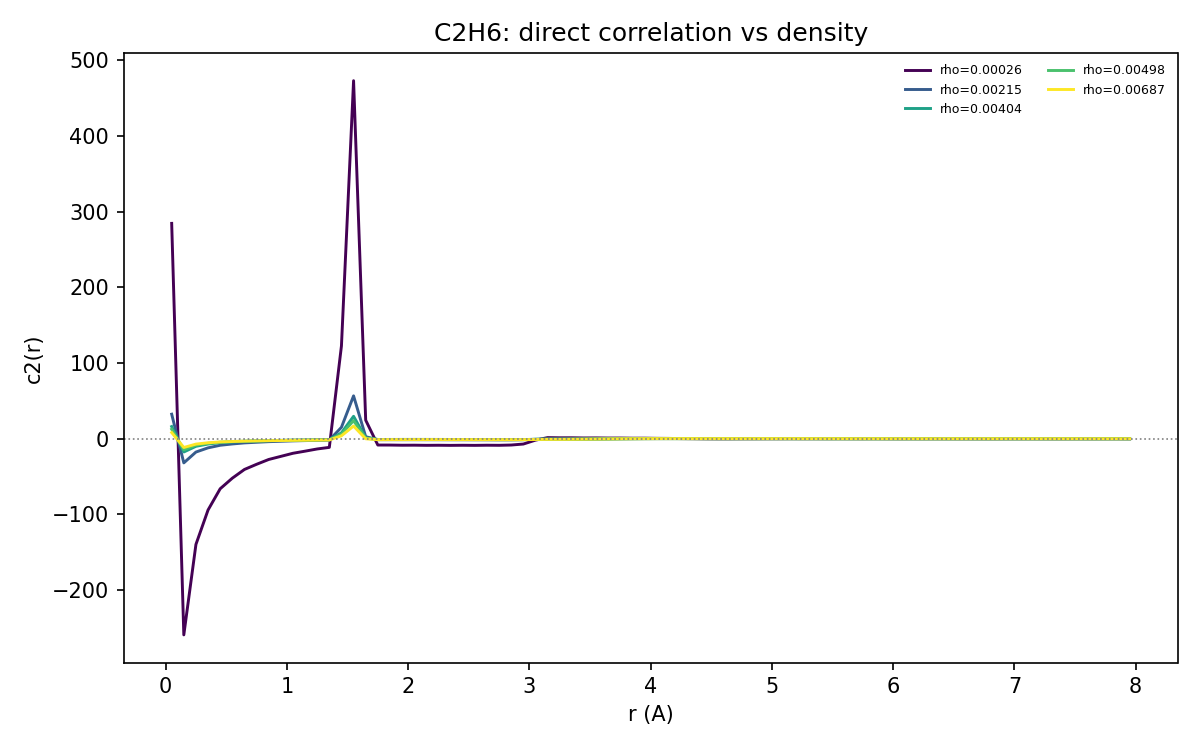 C2H6: direct correlation vs density
rho=0.00026
rho=0.00215
rho=0.00404
rho=0.00498
rho=0.00687
c2(r)
500
400
300
200
100
0
−100
−200
0 1 2 3 4 5 6 7 8
r (A)